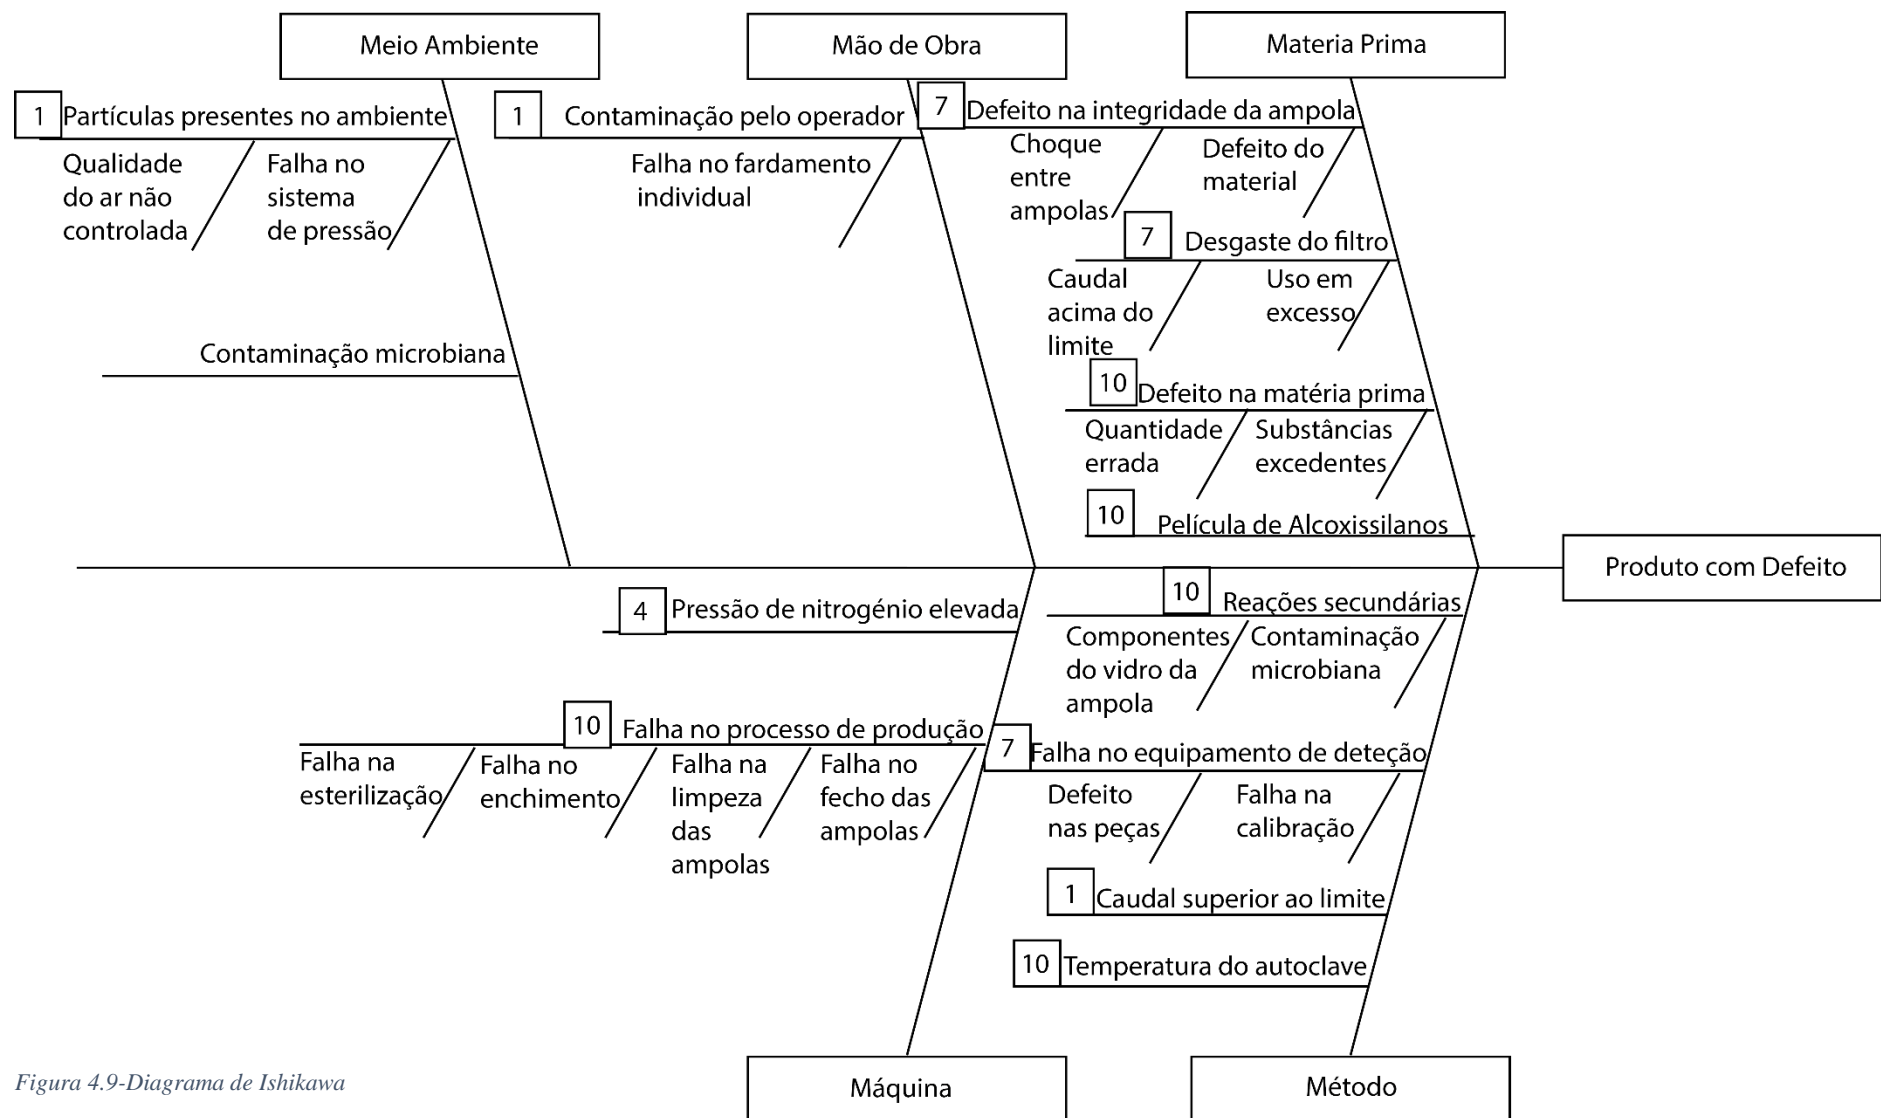 Meio Ambiente
Mão de Obra
Materia Prima
1 Partículas presentes no ambiente
Qualidade
do ar não
controlada
Falha no
sistema
de pressão
Contaminação microbiana
1 Contaminação pelo operador
Falha no fardamento
individual
7 Defeito na integridade da ampola
Choque
entre
ampolas
Defeito do
material
7 Desgaste do filtro
Caudal
acima do
limite
Uso em
excesso
10 Defeito na matéria prima
Quantidade
errada
Substâncias
excedentes
10 Película de Alcoxissilanos
Produto com Defeito
4 Pressão de nitrogénio elevada
10 Falha no processo de produção
Falha na
esterilização
Falha no
enchimento
Falha na
limpeza
das
ampolas
Falha no
fecho das
ampolas
10 Reações secundárias
Componentes
do vidro da
ampola
Contaminação
microbiana
7 Falha no equipamento de deteção
Defeito
nas peças
Falha na
calibração
1 Caudal superior ao limite
10 Temperatura do autoclave
Máquina
Método
Figura 4.9-Diagrama de Ishikawa